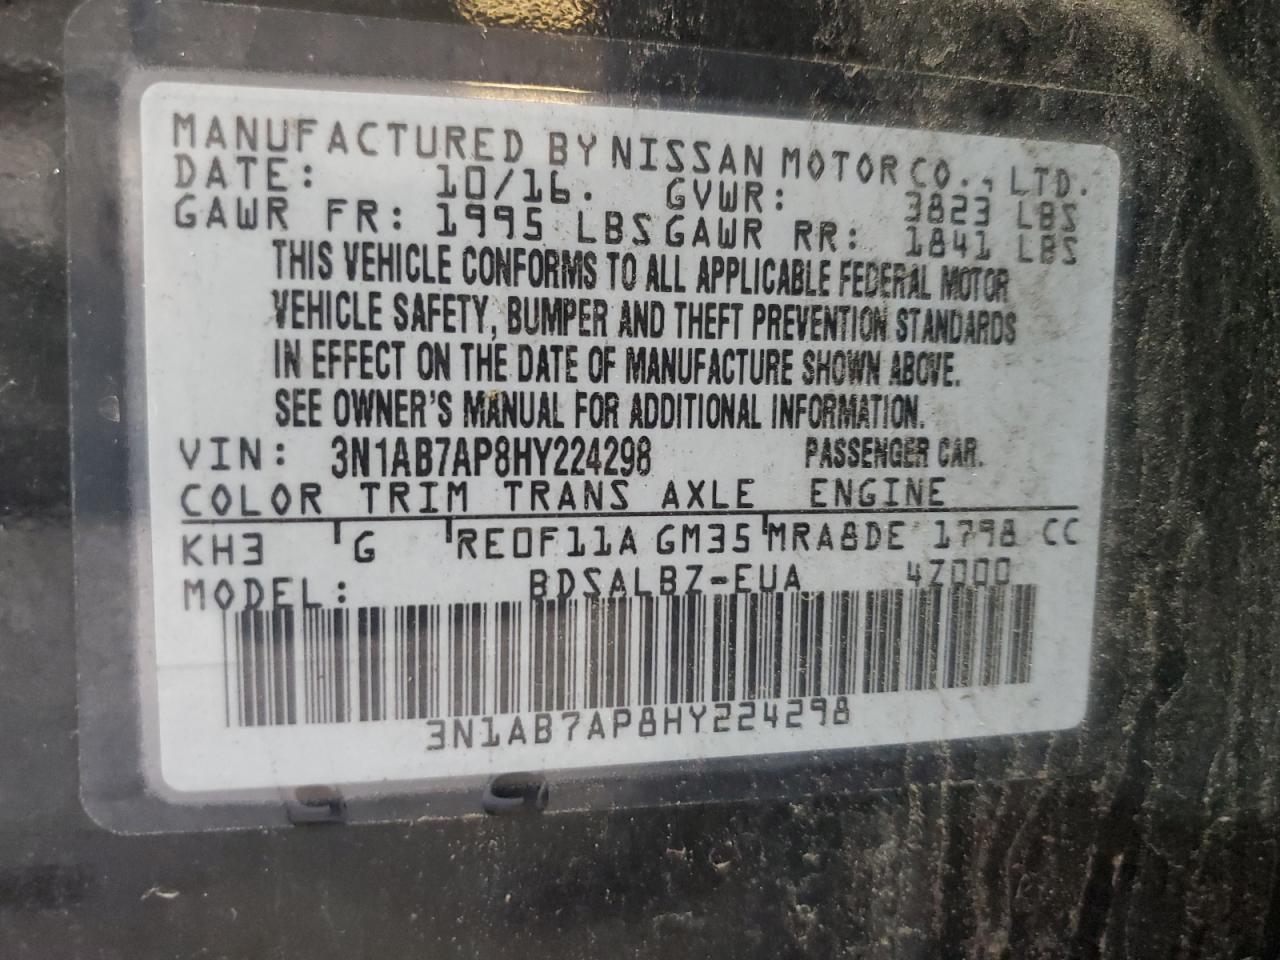 MANUFACTURED BY NISSAN MOTOR CO., LTD.
DATE: 10/16. GVWR: 3823 LBS
GAWR FR: 1995 LBS GAWR RR: 1841 LBS
THIS VEHICLE CONFORMS TO ALL APPLICABLE FEDERAL MOTOR
VEHICLE SAFETY, BUMPER AND THEFT PREVENTION STANDARDS
IN EFFECT ON THE DATE OF MANUFACTURE SHOWN ABOVE.
SEE OWNER'S MANUAL FOR ADDITIONAL INFORMATION.
VIN: 3N1AB7AP8HY224298 PASSENGER CAR.
COLOR TRIM TRANS AXLE ENGINE
KH3 G RE0F11A GM35 MRA8DE 1798 CC
MODEL: BDSALBZ-EUA 4Z000
3N1AB7AP8HY224298